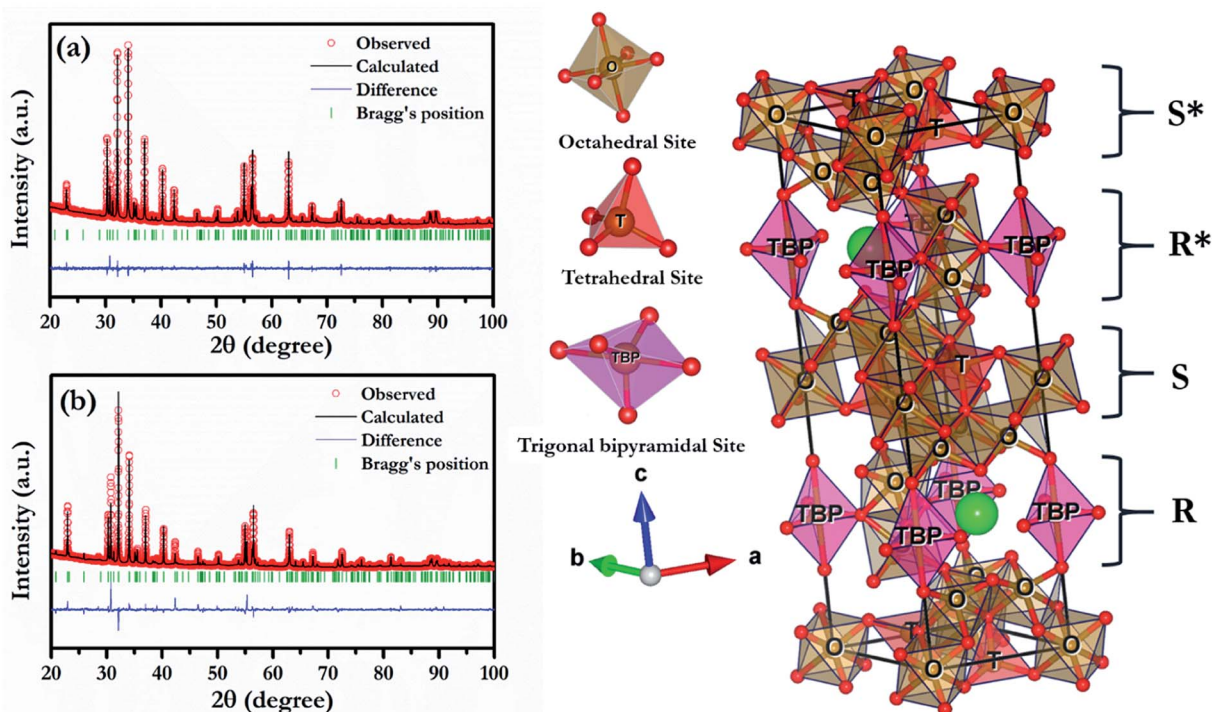 (a)
Observed
Calculated
Difference
Bragg's position
Intensity (a.u.)
20 30 40 50 60 70 80 90 100
2θ (degree)
(b)
Observed
Calculated
Difference
Bragg's position
Intensity (a.u.)
20 30 40 50 60 70 80 90 100
2θ (degree)
O
Octahedral Site
T
Tetrahedral Site
TBP
Trigonal bipyramidal Site
c
b
a
O
T
O
O
O
T
O
O
O
S*
TBP
O
TBP
TBP
O
R*
O
O
T
O
O
O
S
O
O
O
TBP
TBP
TBP
TBP
R
O
O
O
T
O
O
O
T